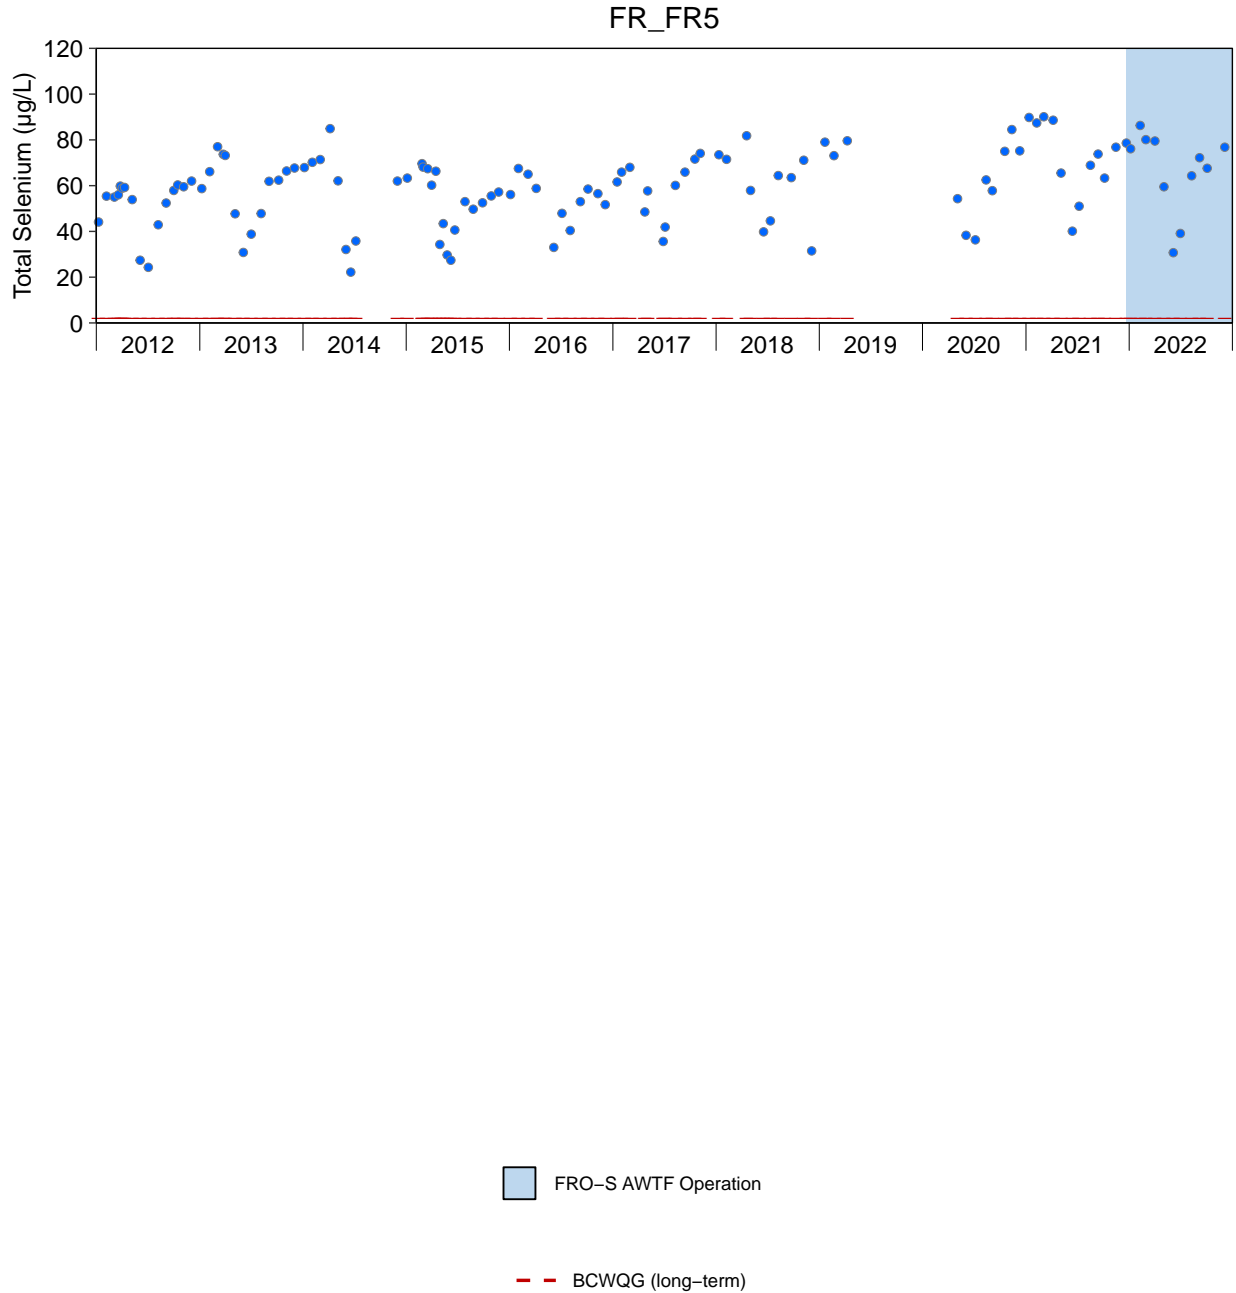 FR_FR5
Total Selenium (µg/L)
120
100
80
60
40
20
0
2012 2013 2014 2015 2016 2017 2018 2019 2020 2021 2022
FRO−S AWTF Operation
BCWQG (long−term)